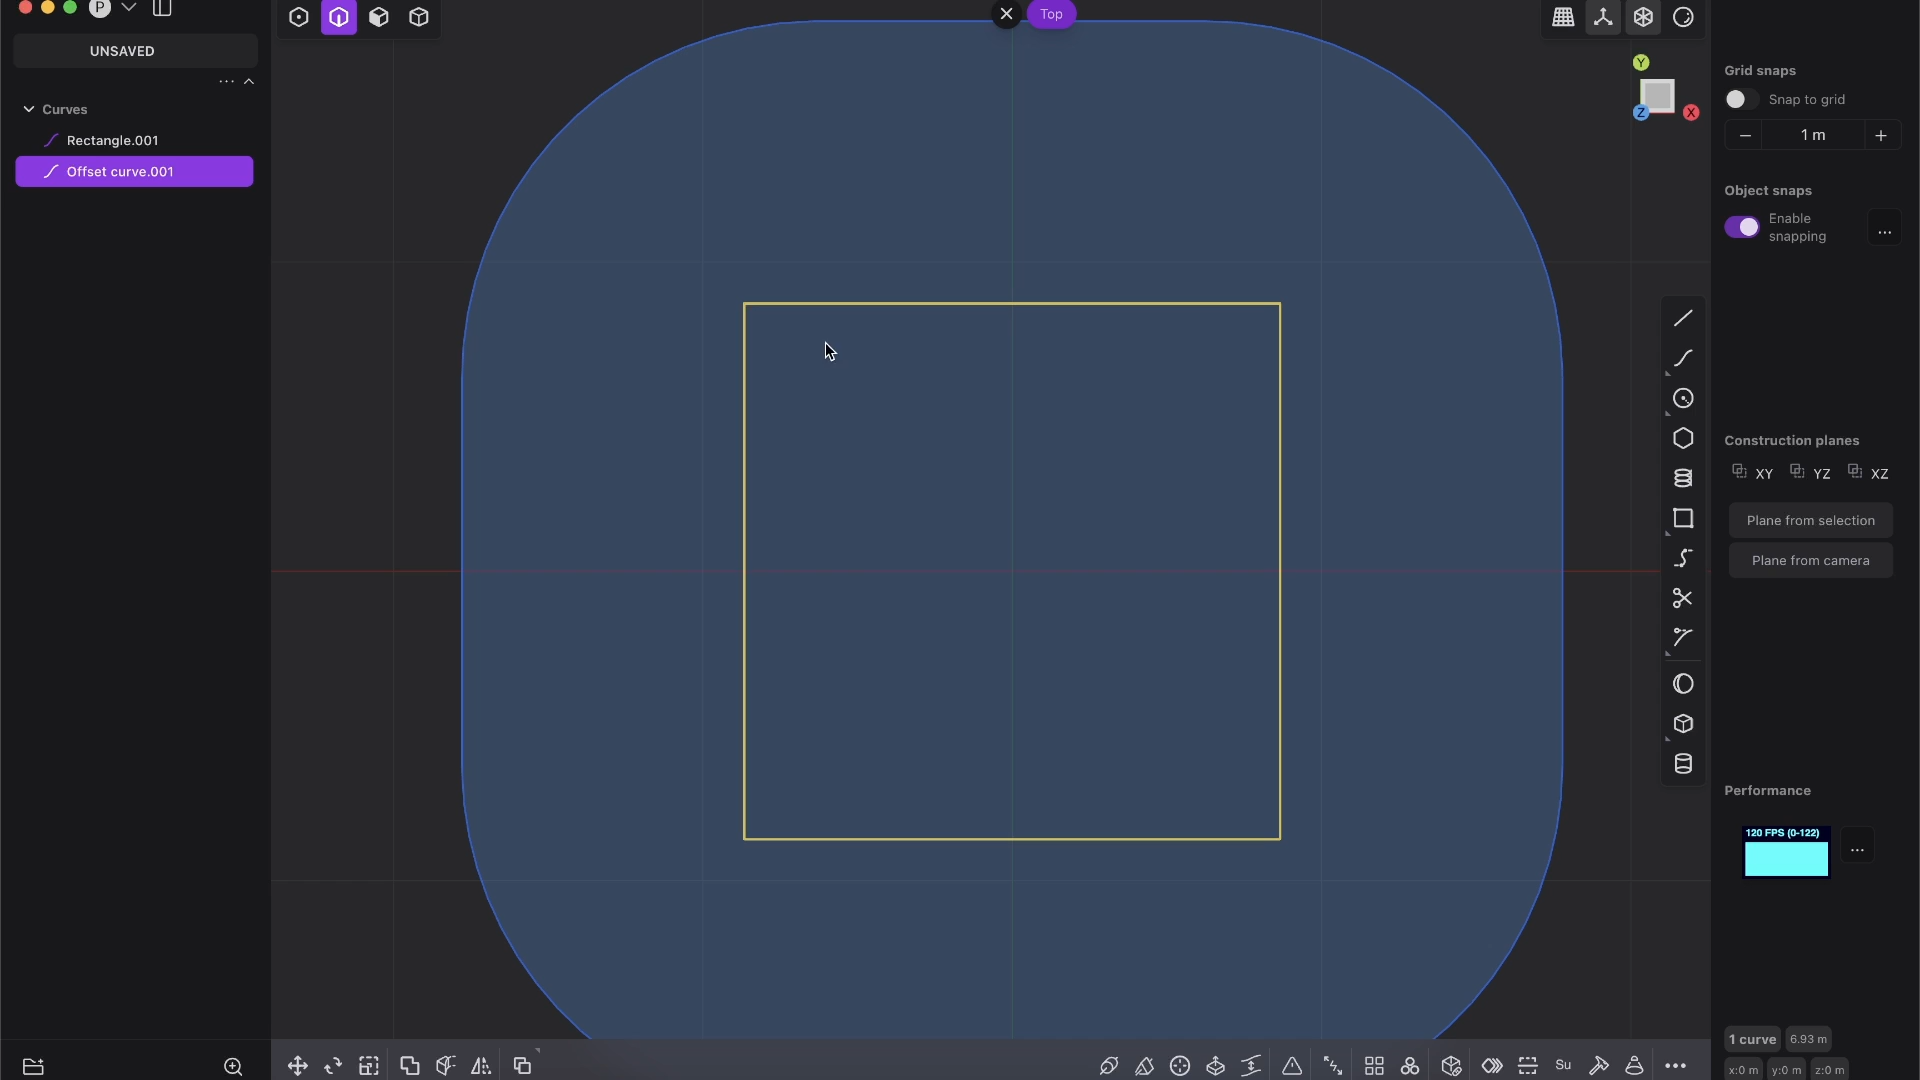 P
Top
UNSAVED
Curves
Rectangle.001
Offset curve.001
Y
Z
X
Grid snaps
Snap to grid
1 m
Object snaps
Enable
snapping
...
Construction planes
XY
YZ
XZ
Plane from selection
Plane from camera
Performance
120 FPS (0-122)
...
1 curve
6.93 m
Su
x:0 m
y:0 m
z:0 m